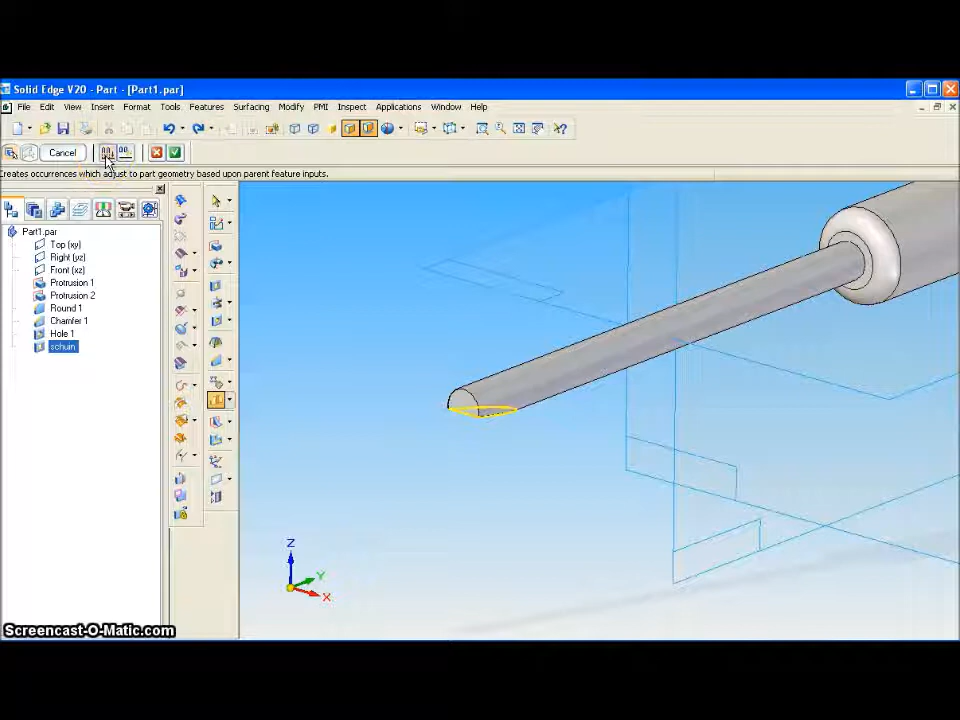 Solid Edge V20 - Part - [Part1.par]
File Edit View Insert Format Tools Features Surfacing Modify PMI Inspect Applications Window Help
Cancel
Creates occurrences which adjust to part geometry based upon parent feature inputs.
Part1.par
Top (xy)
Right (yz)
Front (xz)
Protrusion 1
Protrusion 2
Round 1
Chamfer 1
Hole 1
schuin
Z
Y
X
Screencast-O-Matic.com